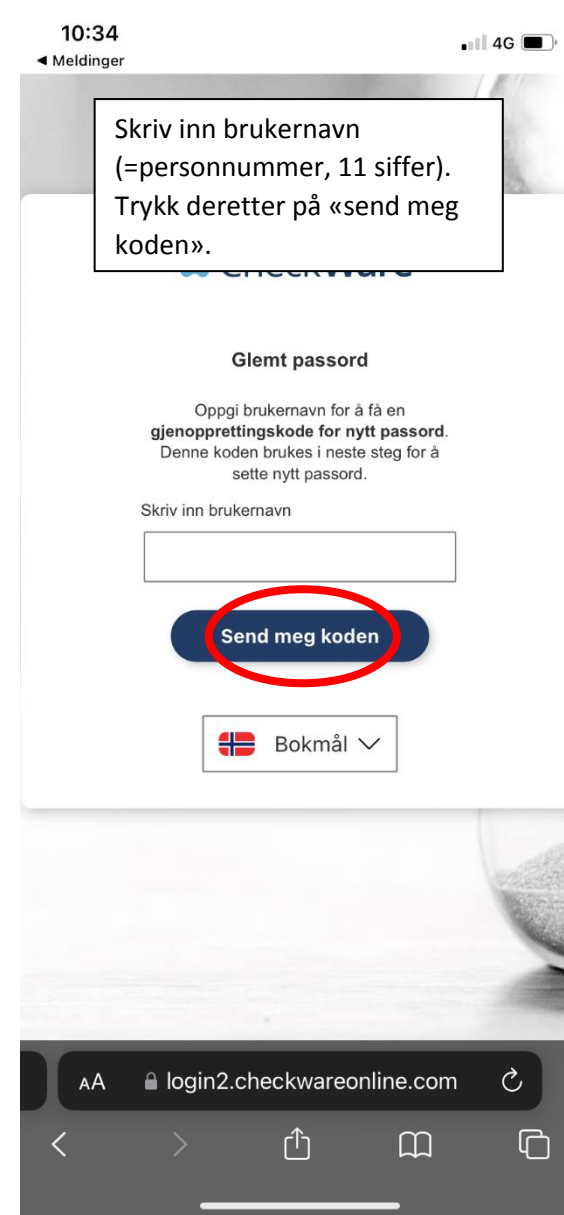 10:34
4G
◀ Meldinger
Skriv inn brukernavn
(=personnummer, 11 siffer).
Trykk deretter på «send meg
koden».
Glemt passord
Oppgi brukernavn for å få en
gjenopprettingskode for nytt passord.
Denne koden brukes i neste steg for å
sette nytt passord.
Skriv inn brukernavn
Send meg koden
Bokmål
AA
login2.checkwareonline.com